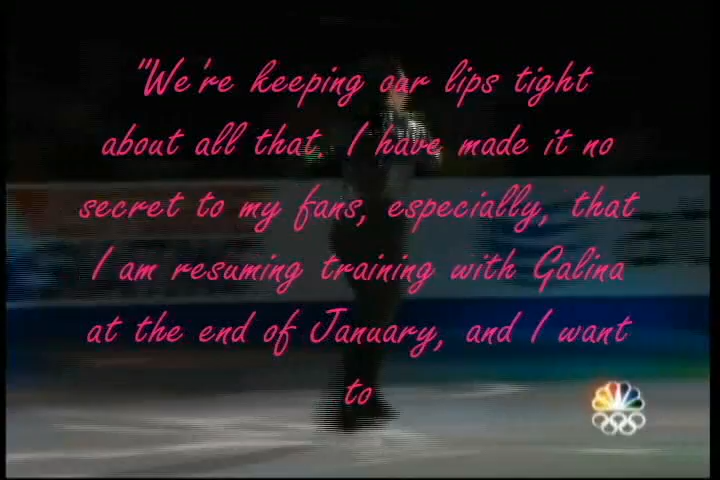 "We're keeping our lips tight
about all that. I have made it no
secret to my fans, especially, that
I am resuming training with Galina
at the end of January, and I want
to